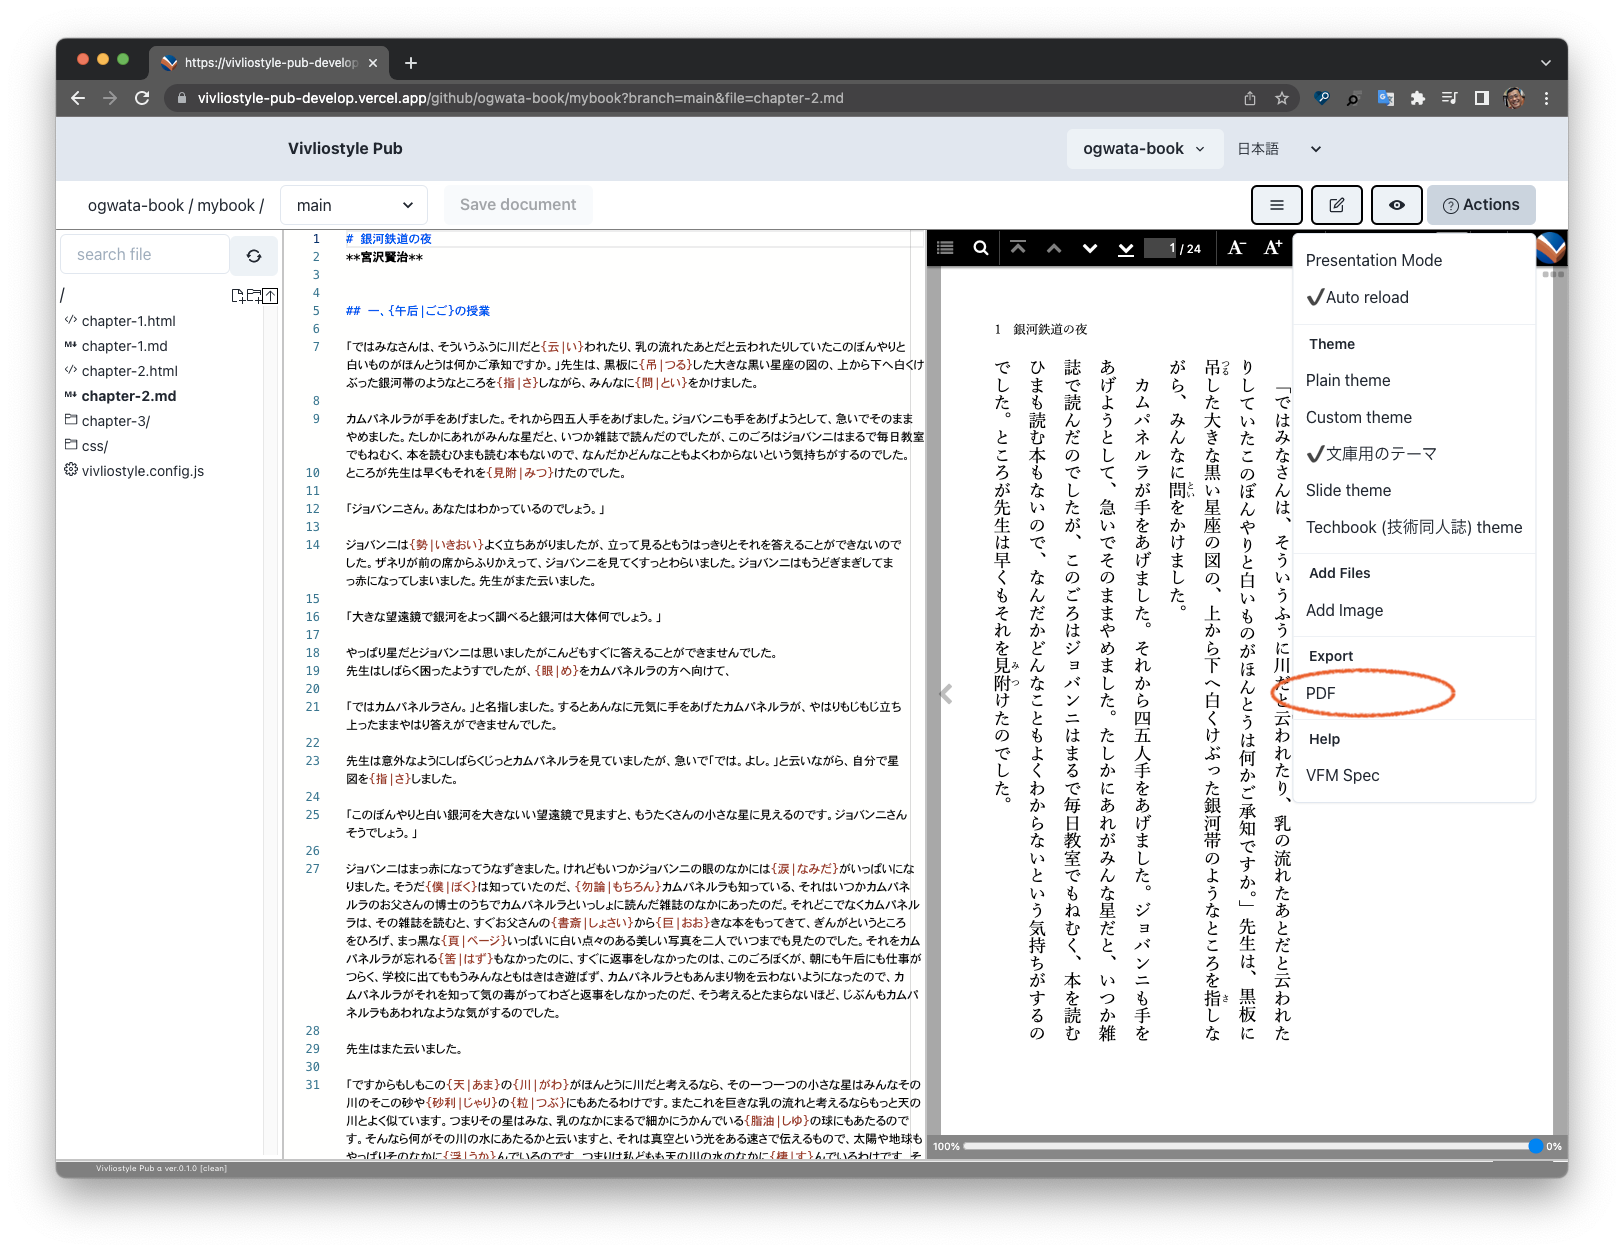 https://vivliostyle-pub-develop
vivliostyle-pub-develop.vercel.app/github/ogwata-book/mybook?branch=main&file=chapter-2.md
Vivliostyle Pub
ogwata-book
日本語
ogwata-book / mybook /
main
Save document
Actions
search file
/
chapter-1.html
chapter-1.md
chapter-2.html
chapter-2.md
chapter-3/
css/
vivliostyle.config.js
1 # 銀河鉄道の夜
2 **宮沢賢治**
3
4
5 ## 一、{午后|ごご}の授業
6
7 「ではみなさんは、そういうふうに川だと{云|い}われたり、乳の流れたあとだと云われたりしていたこのぼんやりと
白いものがほんとうは何かご承知ですか。」先生は、黒板に{吊|つる}した大きな黒い星座の図の、上から下へ白くけ
ぶった銀河帯のようなところを{指|さ}しながら、みんなに{問|とい}をかけました。
8
9 カムパネルラが手をあげました。それから四五人手をあげました。ジョバンニも手をあげようとして、急いでそのまま
やめました。たしかにあれがみんな星だと、いつか雑誌で読んだのでしたが、このごろはジョバンニはまるで毎日教室
でもねむく、本を読むひまも読む本もないので、なんだかどんなこともよくわからないという気持ちがするのでした。
10 ところが先生は早くもそれを{見附|みつ}けたのでした。
11
12 「ジョバンニさん。あなたはわかっているのでしょう。」
13
14 ジョバンニは{勢|いきおい}よく立ちあがりましたが、立って見るともうはっきりとそれを答えることができないので
した。ザネリが前の席からふりかえって、ジョバンニを見てくすっとわらいました。ジョバンニはもうどぎまぎしてま
っ赤になってしまいました。先生がまた云いました。
15
16 「大きな望遠鏡で銀河をよっく調べると銀河は大体何でしょう。」
17
18 やっぱり星だとジョバンニは思いましたがこんどもすぐに答えることができませんでした。
19 先生はしばらく困ったようすでしたが、{眼|め}をカムパネルラの方へ向けて、
20
21 「ではカムパネルラさん。」と名指しました。するとあんなに元気に手をあげたカムパネルラが、やはりもじもじ立ち
上ったままやはり答えができませんでした。
22
23 先生は意外なようにしばらくじっとカムパネルラを見ていましたが、急いで「では。よし。」と云いながら、自分で星
図を{指|さ}しました。
24
25 「このぼんやりと白い銀河を大きないい望遠鏡で見ますと、もうたくさんの小さな星に見えるのです。ジョバンニさん
そうでしょう。」
26
27 ジョバンニはまっ赤になってうなずきました。けれどもいつかジョバンニの眼のなかには{涙|なみだ}がいっぱいにな
りました。そうだ{僕|ぼく}は知っていたのだ、{勿論|もちろん}カムパネルラも知っている、それはいつかカムパネ
ルラのお父さんの博士のうちでカムパネルラといっしょに読んだ雑誌のなかにあったのだ。それどこでなくカムパネル
ラは、その雑誌を読むと、すぐお父さんの{書斎|しょさい}から{巨|おお}きな本をもってきて、ぎんがというところ
をひろげ、まっ黒な{頁|ページ}いっぱいに白い点々のある美しい写真を二人でいつまでも見たのでした。それをカム
パネルラが忘れる{筈|はず}もなかったのに、すぐに返事をしなかったのは、このごろぼくが、朝にも午后にも仕事が
つらく、学校に出てももうみんなともはきはき遊ばず、カムパネルラともあんまり物を云わないようになったので、カ
ムパネルラがそれを知って気の毒がってわざと返事をしなかったのだ、そう考えるとたまらないほど、じぶんもカムパ
ネルラもあわれなような気がするのでした。
28
29 先生はまた云いました。
30
31 「ですからもしもこの{天|あま}の{川|がわ}がほんとうに川だと考えるなら、その一つ一つの小さな星はみんなその
川のそこの砂や{砂利|じゃり}の{粒|つぶ}にもあたるわけです。またこれを巨きな乳の流れと考えるならもっと天の
川とよく似ています。つまりその星はみな、乳のなかにまるで細かにうかんでいる{脂油|しゆ}の球にもあたるので
す。そんなら何がその川の水にあたるかと云いますと、それは真空という光をある速さで伝えるもので、太陽や地球も
やっぱりそのなかに{浮|うか}んでいるのです。つまりは私どもも天の川の水のなかに{棲|す}んでいるわけです。そ
1 / 24
A-
A+
1 銀河鉄道の夜
「ではみなさんは、そういうふうに川だと云われたり、乳の流れたあとだと云われた
りしていたこのぼんやりと白いものがほんとうは何かご承知ですか。」先生は、黒板に
吊つるした大きな黒い星座の図の、上から下へ白くけぶった銀河帯のようなところを指さしな
がら、みんなに問といをかけました。
カムパネルラが手をあげました。それから四五人手をあげました。ジョバンニも手を
あげようとして、急いでそのままやめました。たしかにあれがみんな星だと、いつか雑
誌で読んだのでしたが、このごろはジョバンニはまるで毎日教室でもねむく、本を読む
ひまも読む本もないので、なんだかどんなこともよくわからないという気持ちがするの
でした。ところが先生は早くもそれを見附みつけたのでした。
Presentation Mode
✔Auto reload
Theme
Plain theme
Custom theme
✔文庫用のテーマ
Slide theme
Techbook (技術同人誌) theme
Add Files
Add Image
Export
PDF
Help
VFM Spec
100%
0%
Vivliostyle Pub α ver.0.1.0 [clean]